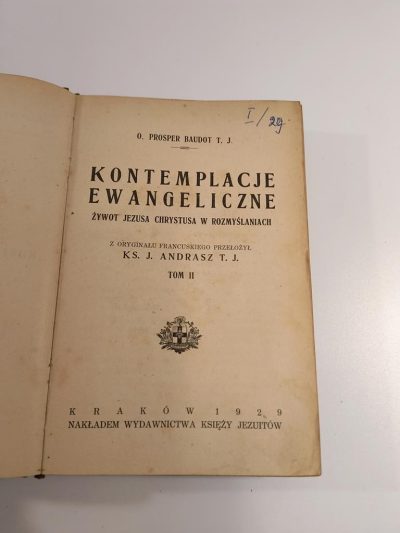 I/29
O. PROSPER BAUDOT T. J.
KONTEMPLACJE
EWANGELICZNE
ŻYWOT JEZUSA CHRYSTUSA W ROZMYŚLANIACH
Z ORYGINAŁU FRANCUSKIEGO PRZEŁOŻYŁ
KS. J. ANDRASZ T. J.
TOM II
KRAKÓW 1929
NAKŁADEM WYDAWNICTWA KSIĘŻY JEZUITÓW